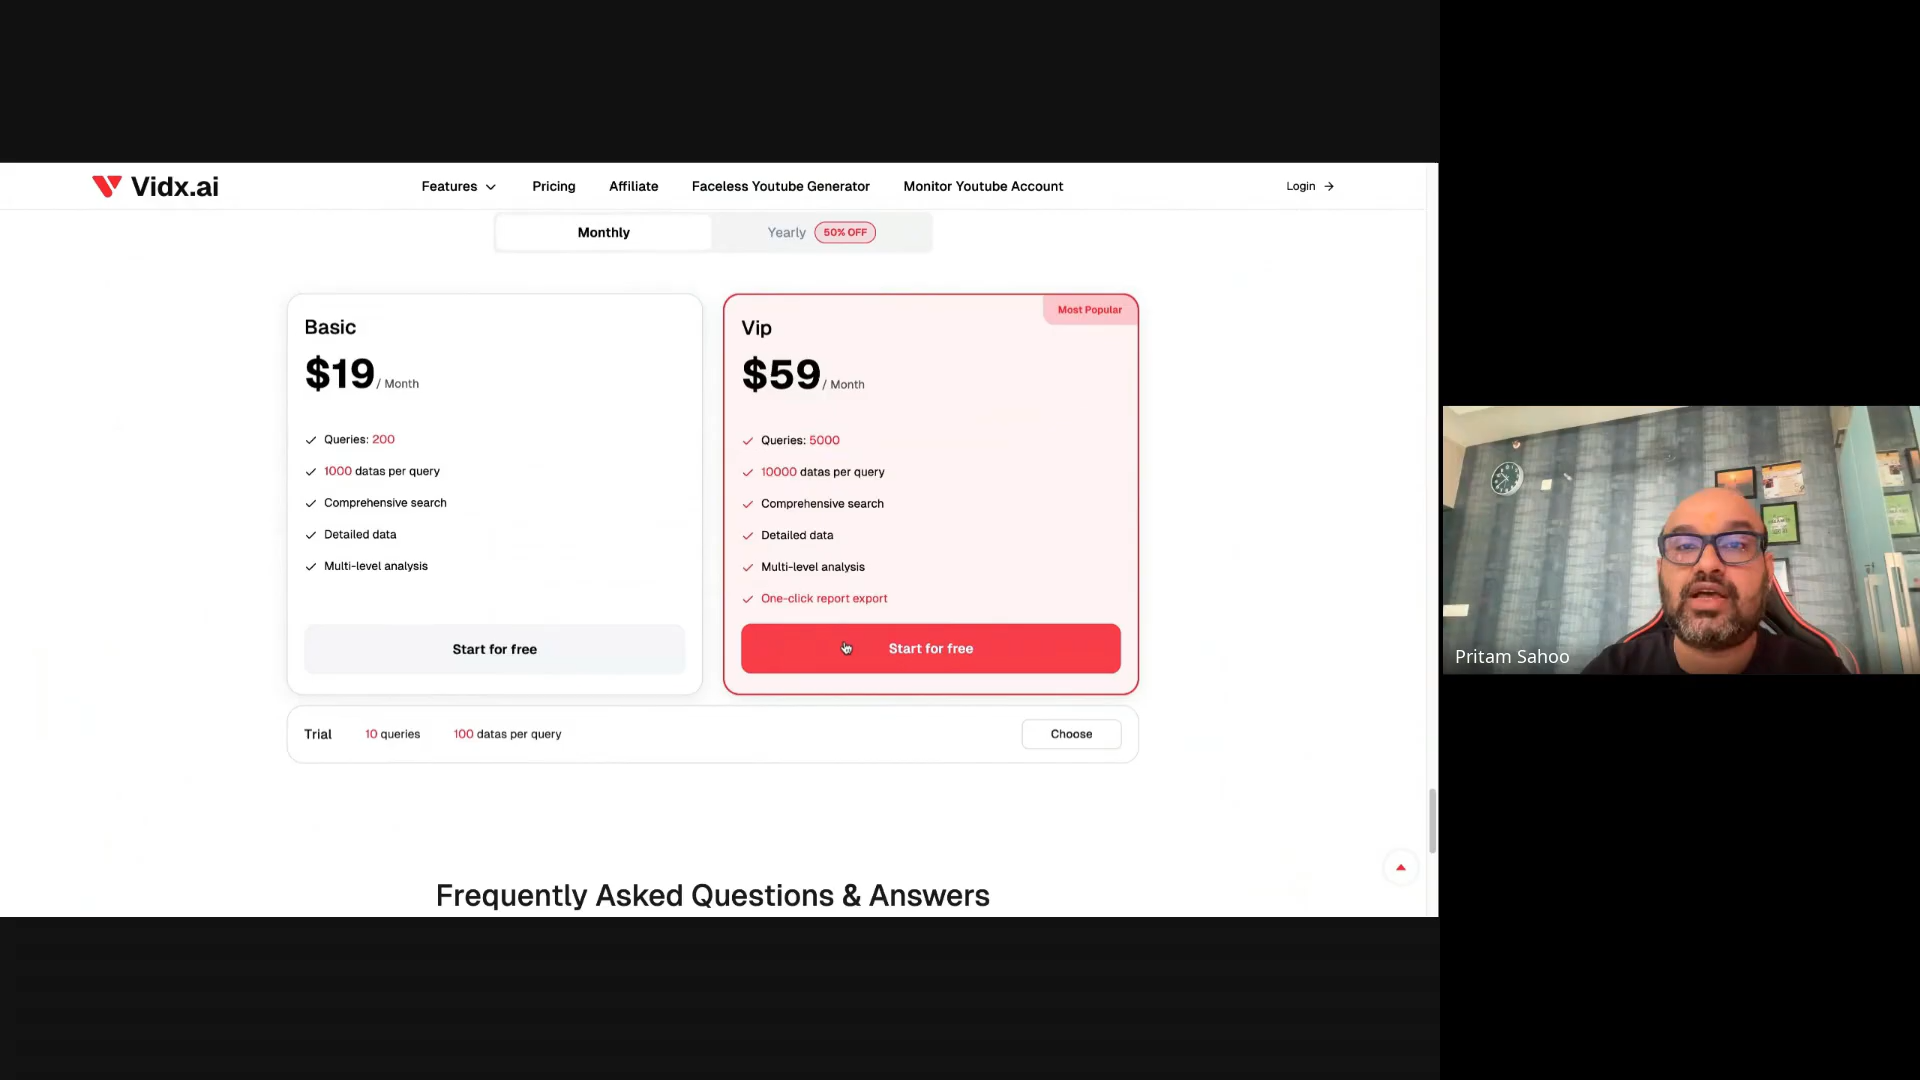 Vidx.ai
Features
Pricing
Affiliate
Faceless Youtube Generator
Monitor Youtube Account
Login
Monthly
Yearly
50% OFF
Basic
$19 / Month
Queries: 200
1000 datas per query
Comprehensive search
Detailed data
Multi-level analysis
Start for free
Most Popular
Vip
$59 / Month
Queries: 5000
10000 datas per query
Comprehensive search
Detailed data
Multi-level analysis
One-click report export
Start for free
Trial
10 queries
100 datas per query
Choose
Frequently Asked Questions & Answers
Pritam Sahoo